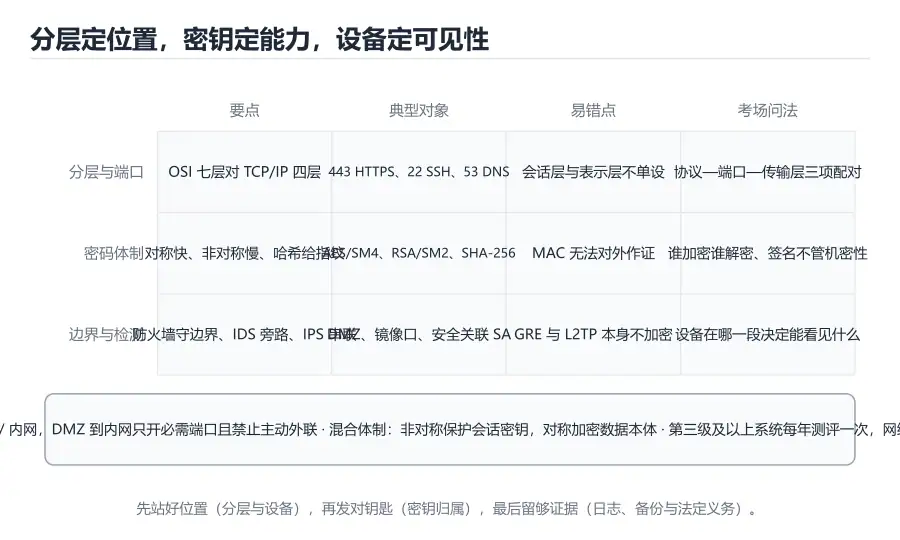 分层定位置，密钥定能力，设备定可见性
要点 典型对象 易错点 考场问法
分层与端口 OSI 七层对 TCP/IP 四层 443 HTTPS、22 SSH、53 DNS 会话层与表示层不单设 协议—端口—传输层三项配对
密码体制 对称快、非对称慢、哈希给指纹 AES/SM4、RSA/SM2、SHA-256 MAC 无法对外作证 谁加密谁解密、签名不管机密性
边界与检测 防火墙守边界、IDS 旁路、IPS 串联 DMZ、镜像口、安全关联 SA GRE 与 L2TP 本身不加密 设备在哪一段决定能看见什么
/ 内网，DMZ 到内网只开必需端口且禁止主动外联 · 混合体制：非对称保护会话密钥，对称加密数据本体 · 第三级及以上系统每年测评一次，网
先站好位置（分层与设备），再发对钥匙（密钥归属），最后留够证据（日志、备份与法定义务）。